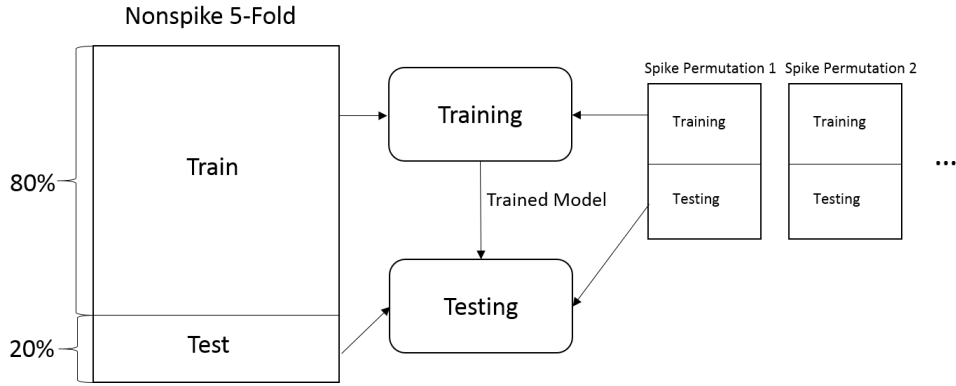 Nonspike 5-Fold
80%
Train
20%
Test
Training
Trained Model
Testing
Spike Permutation 1
Training
Testing
Spike Permutation 2
Training
Testing
...